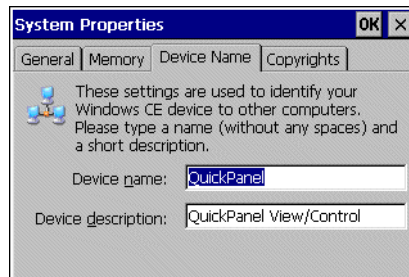 System Properties OK ×
General Memory Device Name Copyrights
These settings are used to identify your
Windows CE device to other computers.
Please type a name (without any spaces) and
a short description.
Device name: QuickPanel
Device description: QuickPanel View/Control